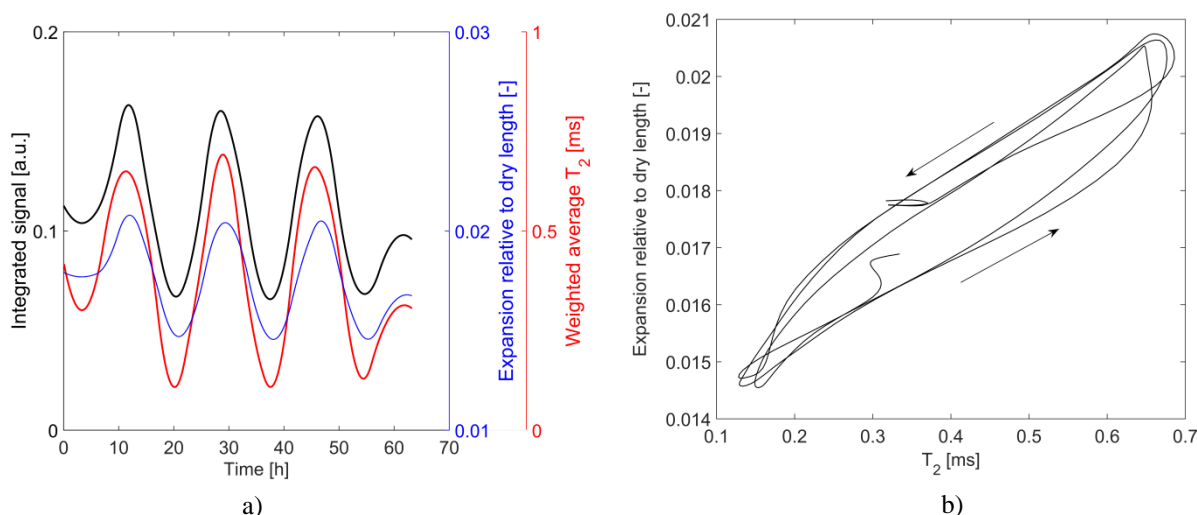 0.2
0.1
0
Integrated signal [a.u.]
0 10 20 30 40 50 60 70
Time [h]
0.03
0.02
0.01
Expansion relative to dry length [-]
1
0.5
0
Weighted average T2 [ms]
a)
0.021
0.02
0.019
0.018
0.017
0.016
0.015
0.014
Expansion relative to dry length [-]
0.1 0.2 0.3 0.4 0.5 0.6 0.7
T2 [ms]
b)